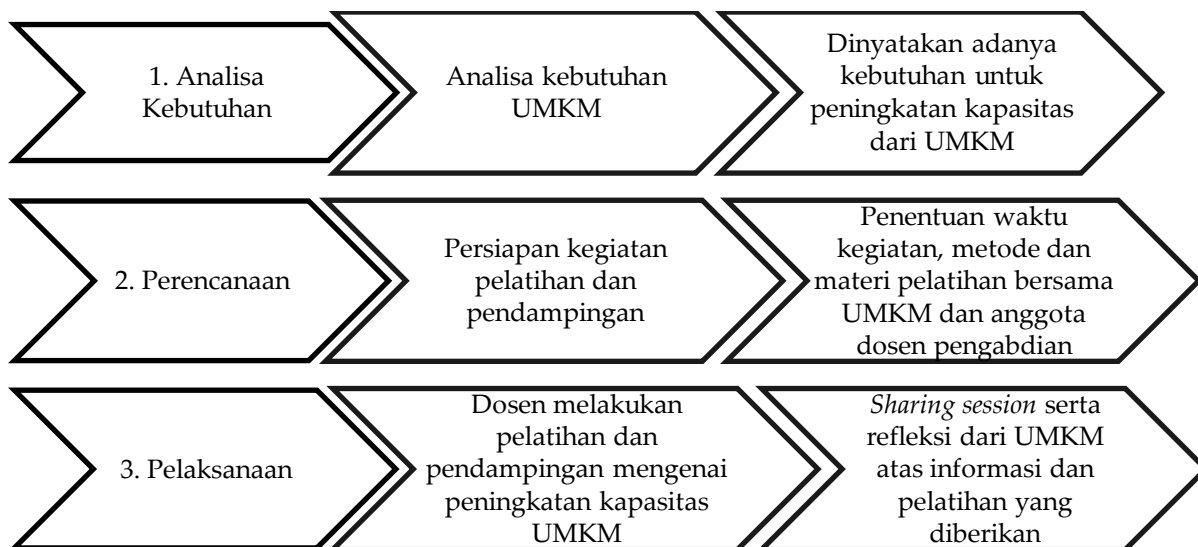 1. Analisa
Kebutuhan
Analisa kebutuhan
UMKM
Dinyatakan adanya
kebutuhan untuk
peningkatan kapasitas
dari UMKM
2. Perencanaan
Persiapan kegiatan
pelatihan dan
pendampingan
Penentuan waktu
kegiatan, metode dan
materi pelatihan bersama
UMKM dan anggota
dosen pengabdian
3. Pelaksanaan
Dosen melakukan
pelatihan dan
pendampingan mengenai
peningkatan kapasitas
UMKM
Sharing session serta
refleksi dari UMKM
atas informasi dan
pelatihan yang
diberikan